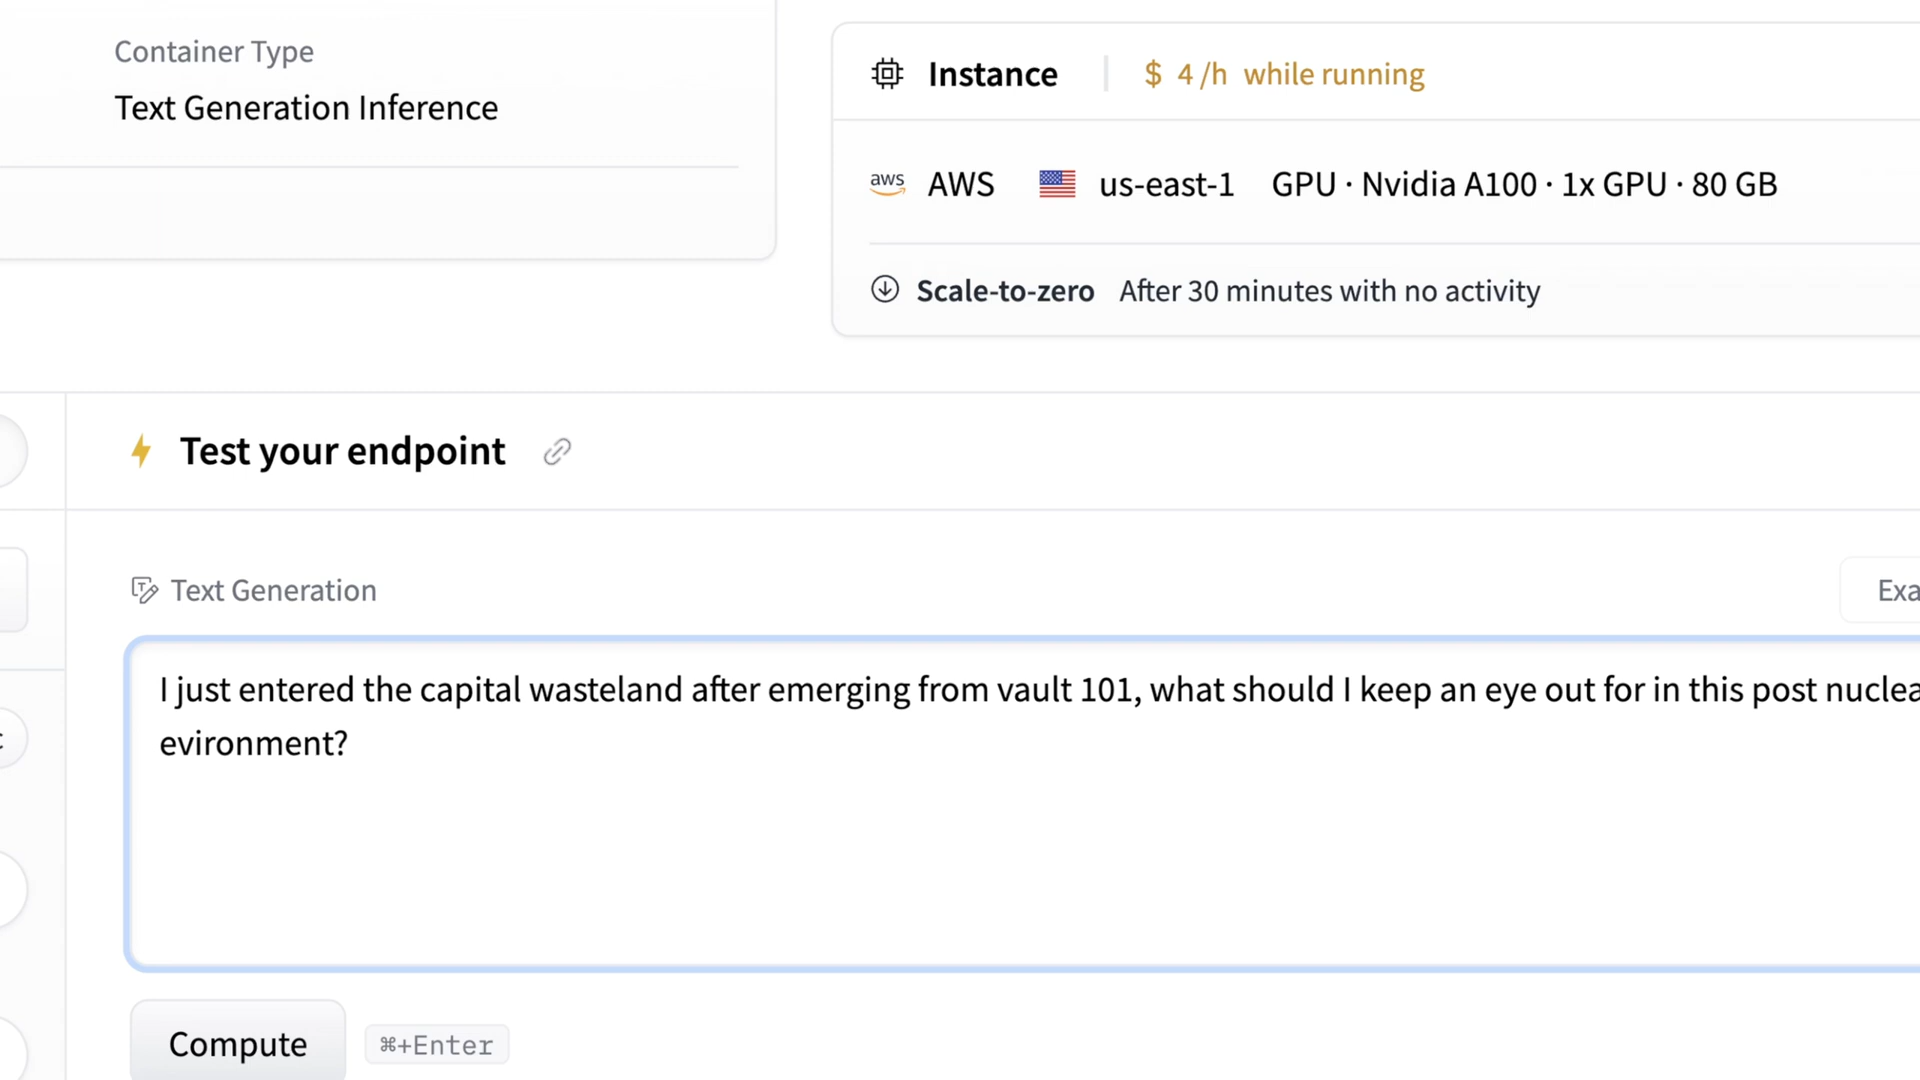 Container Type
Text Generation Inference
Instance $ 4 /h while running
aws AWS us-east-1 GPU · Nvidia A100 · 1x GPU · 80 GB
Scale-to-zero After 30 minutes with no activity
Test your endpoint
Text Generation
I just entered the capital wasteland after emerging from vault 101, what should I keep an eye out for in this post
evironment?
Compute ⌘+Enter